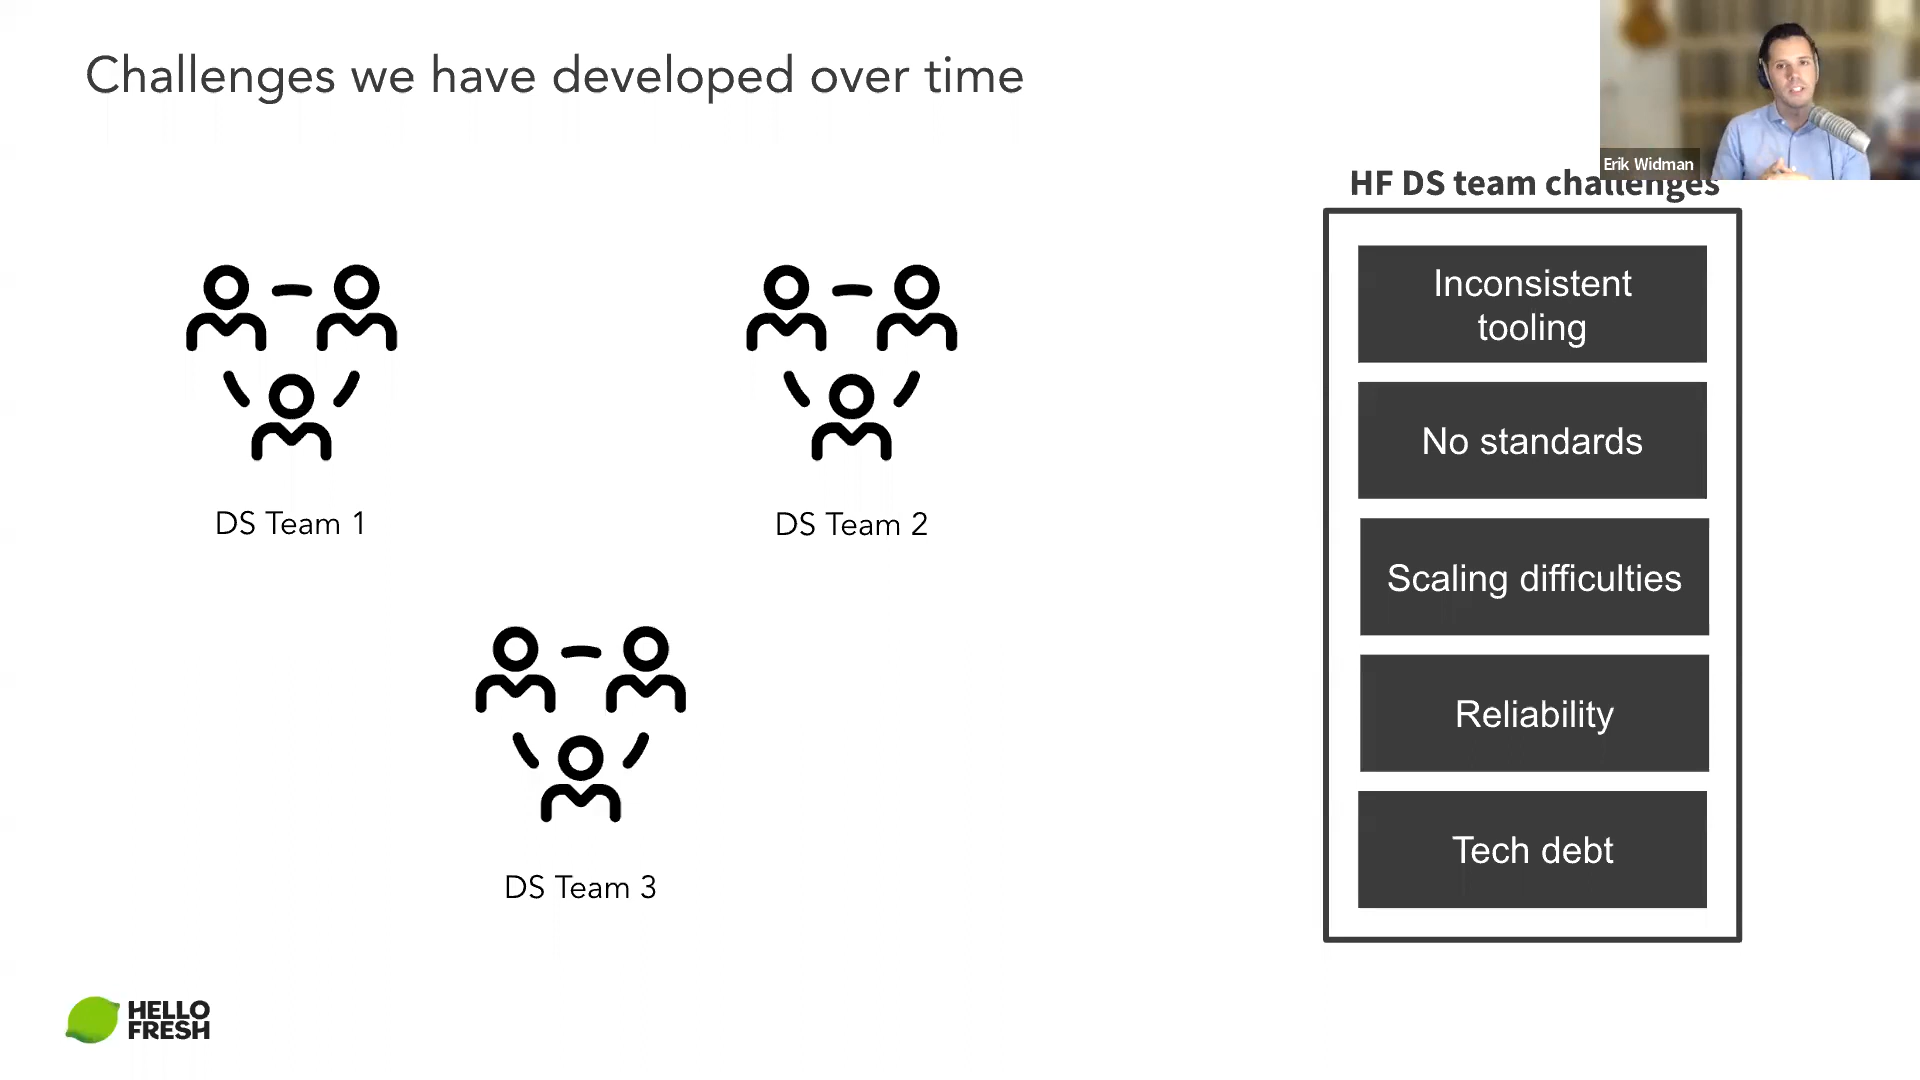 Challenges we have developed over time
Erik Widman
HF DS team challenges
Inconsistent
tooling
No standards
Scaling difficulties
Reliability
Tech debt
DS Team 1
DS Team 2
DS Team 3
HELLO
FRESH